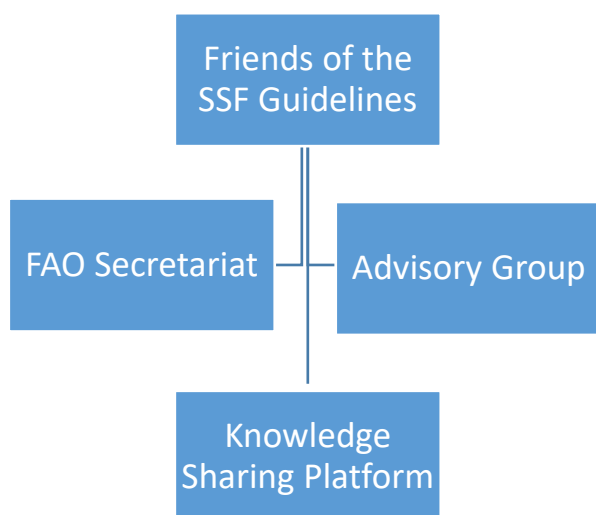 Friends of the
SSF Guidelines
FAO Secretariat
Advisory Group
Knowledge
Sharing Platform